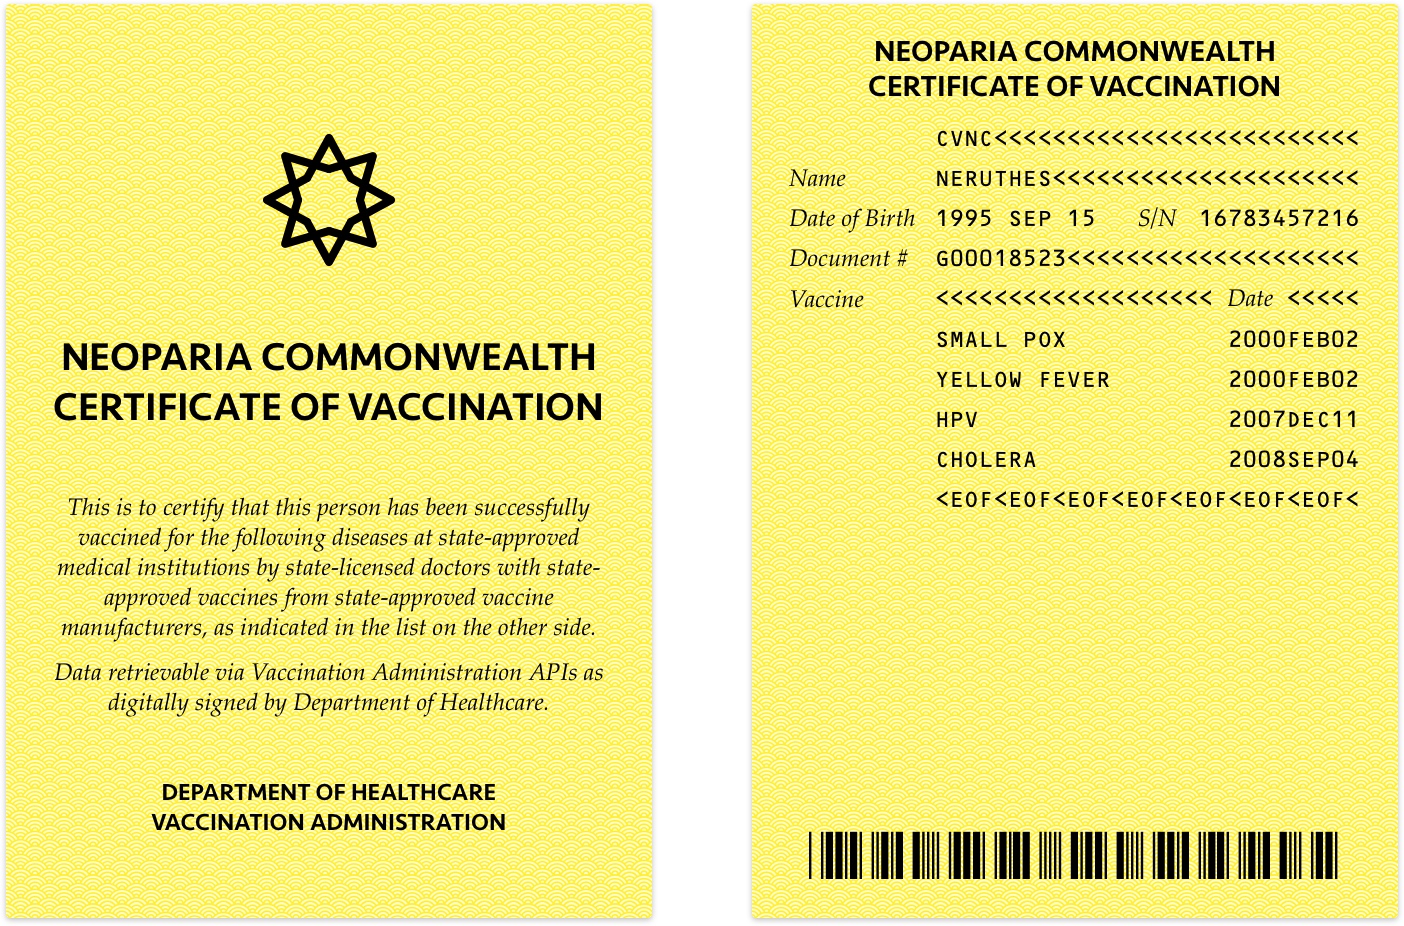 NEOPARIA COMMONWEALTH
CERTIFICATE OF VACCINATION
This is to certify that this person has been successfully
vaccined for the following diseases at state-approved
medical institutions by state-licensed doctors with state-
approved vaccines from state-approved vaccine
manufacturers, as indicated in the list on the other side.
Data retrievable via Vaccination Administration APIs as
digitally signed by Department of Healthcare.
DEPARTMENT OF HEALTHCARE
VACCINATION ADMINISTRATION
NEOPARIA COMMONWEALTH
CERTIFICATE OF VACCINATION
CVNC<<<<<<<<<<<<<<<<<<<<<<<<<
Name NERUTHES<<<<<<<<<<<<<<<<<<<<<
Date of Birth 1995 SEP 15 S/N 16783457216
Document # G00018523<<<<<<<<<<<<<<<<<<<<
Vaccine <<<<<<<<<<<<<<<<<<< Date <<<<<
SMALL POX 2000FEB02
YELLOW FEVER 2000FEB02
HPV 2007DEC11
CHOLERA 2008SEP04
<EOF<EOF<EOF<EOF<EOF<EOF<EOF<